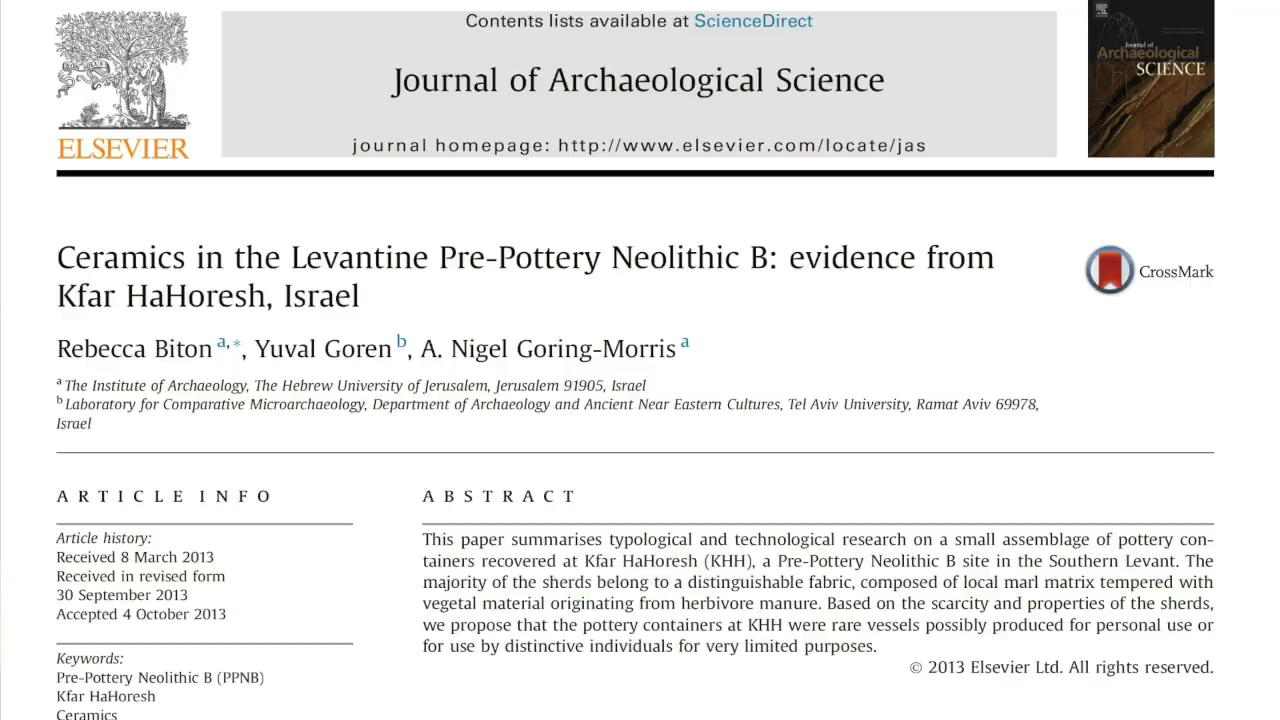 Contents lists available at ScienceDirect
Journal of Archaeological Science
journal homepage: http://www.elsevier.com/locate/jas
ELSEVIER
Journal of
Archaeological
SCIENCE
Ceramics in the Levantine Pre-Pottery Neolithic B: evidence from
Kfar HaHoresh, Israel
CrossMark
Rebecca Biton a,*, Yuval Goren b, A. Nigel Goring-Morris a
a The Institute of Archaeology, The Hebrew University of Jerusalem, Jerusalem 91905, Israel
b Laboratory for Comparative Microarchaeology, Department of Archaeology and Ancient Near Eastern Cultures, Tel Aviv University, Ramat Aviv 69978,
Israel
ARTICLE INFO
Article history:
Received 8 March 2013
Received in revised form
30 September 2013
Accepted 4 October 2013
Keywords:
Pre-Pottery Neolithic B (PPNB)
Kfar HaHoresh
Ceramics
ABSTRACT
This paper summarises typological and technological research on a small assemblage of pottery con-
tainers recovered at Kfar HaHoresh (KHH), a Pre-Pottery Neolithic B site in the Southern Levant. The
majority of the sherds belong to a distinguishable fabric, composed of local marl matrix tempered with
vegetal material originating from herbivore manure. Based on the scarcity and properties of the sherds,
we propose that the pottery containers at KHH were rare vessels possibly produced for personal use or
for use by distinctive individuals for very limited purposes.
© 2013 Elsevier Ltd. All rights reserved.